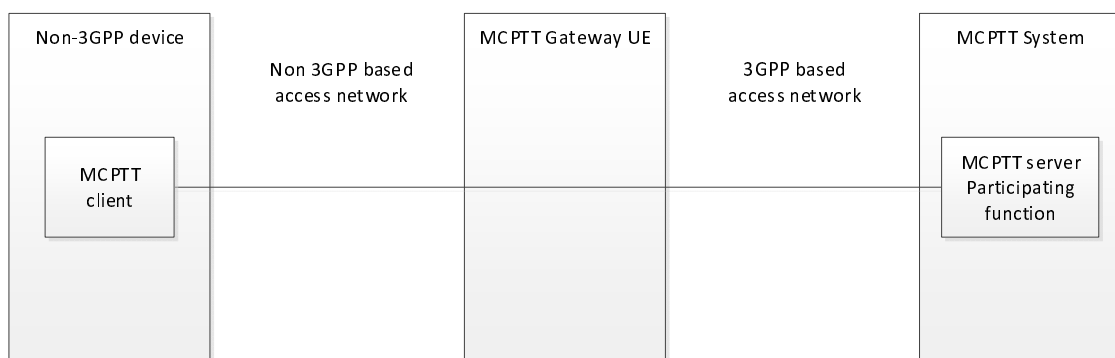 Non-3GPP device
MCPTT Gateway UE
MCPTT System
Non 3GPP based
access network
3GPP based
access network
MCPTT
client
MCPTT server
Participating
function